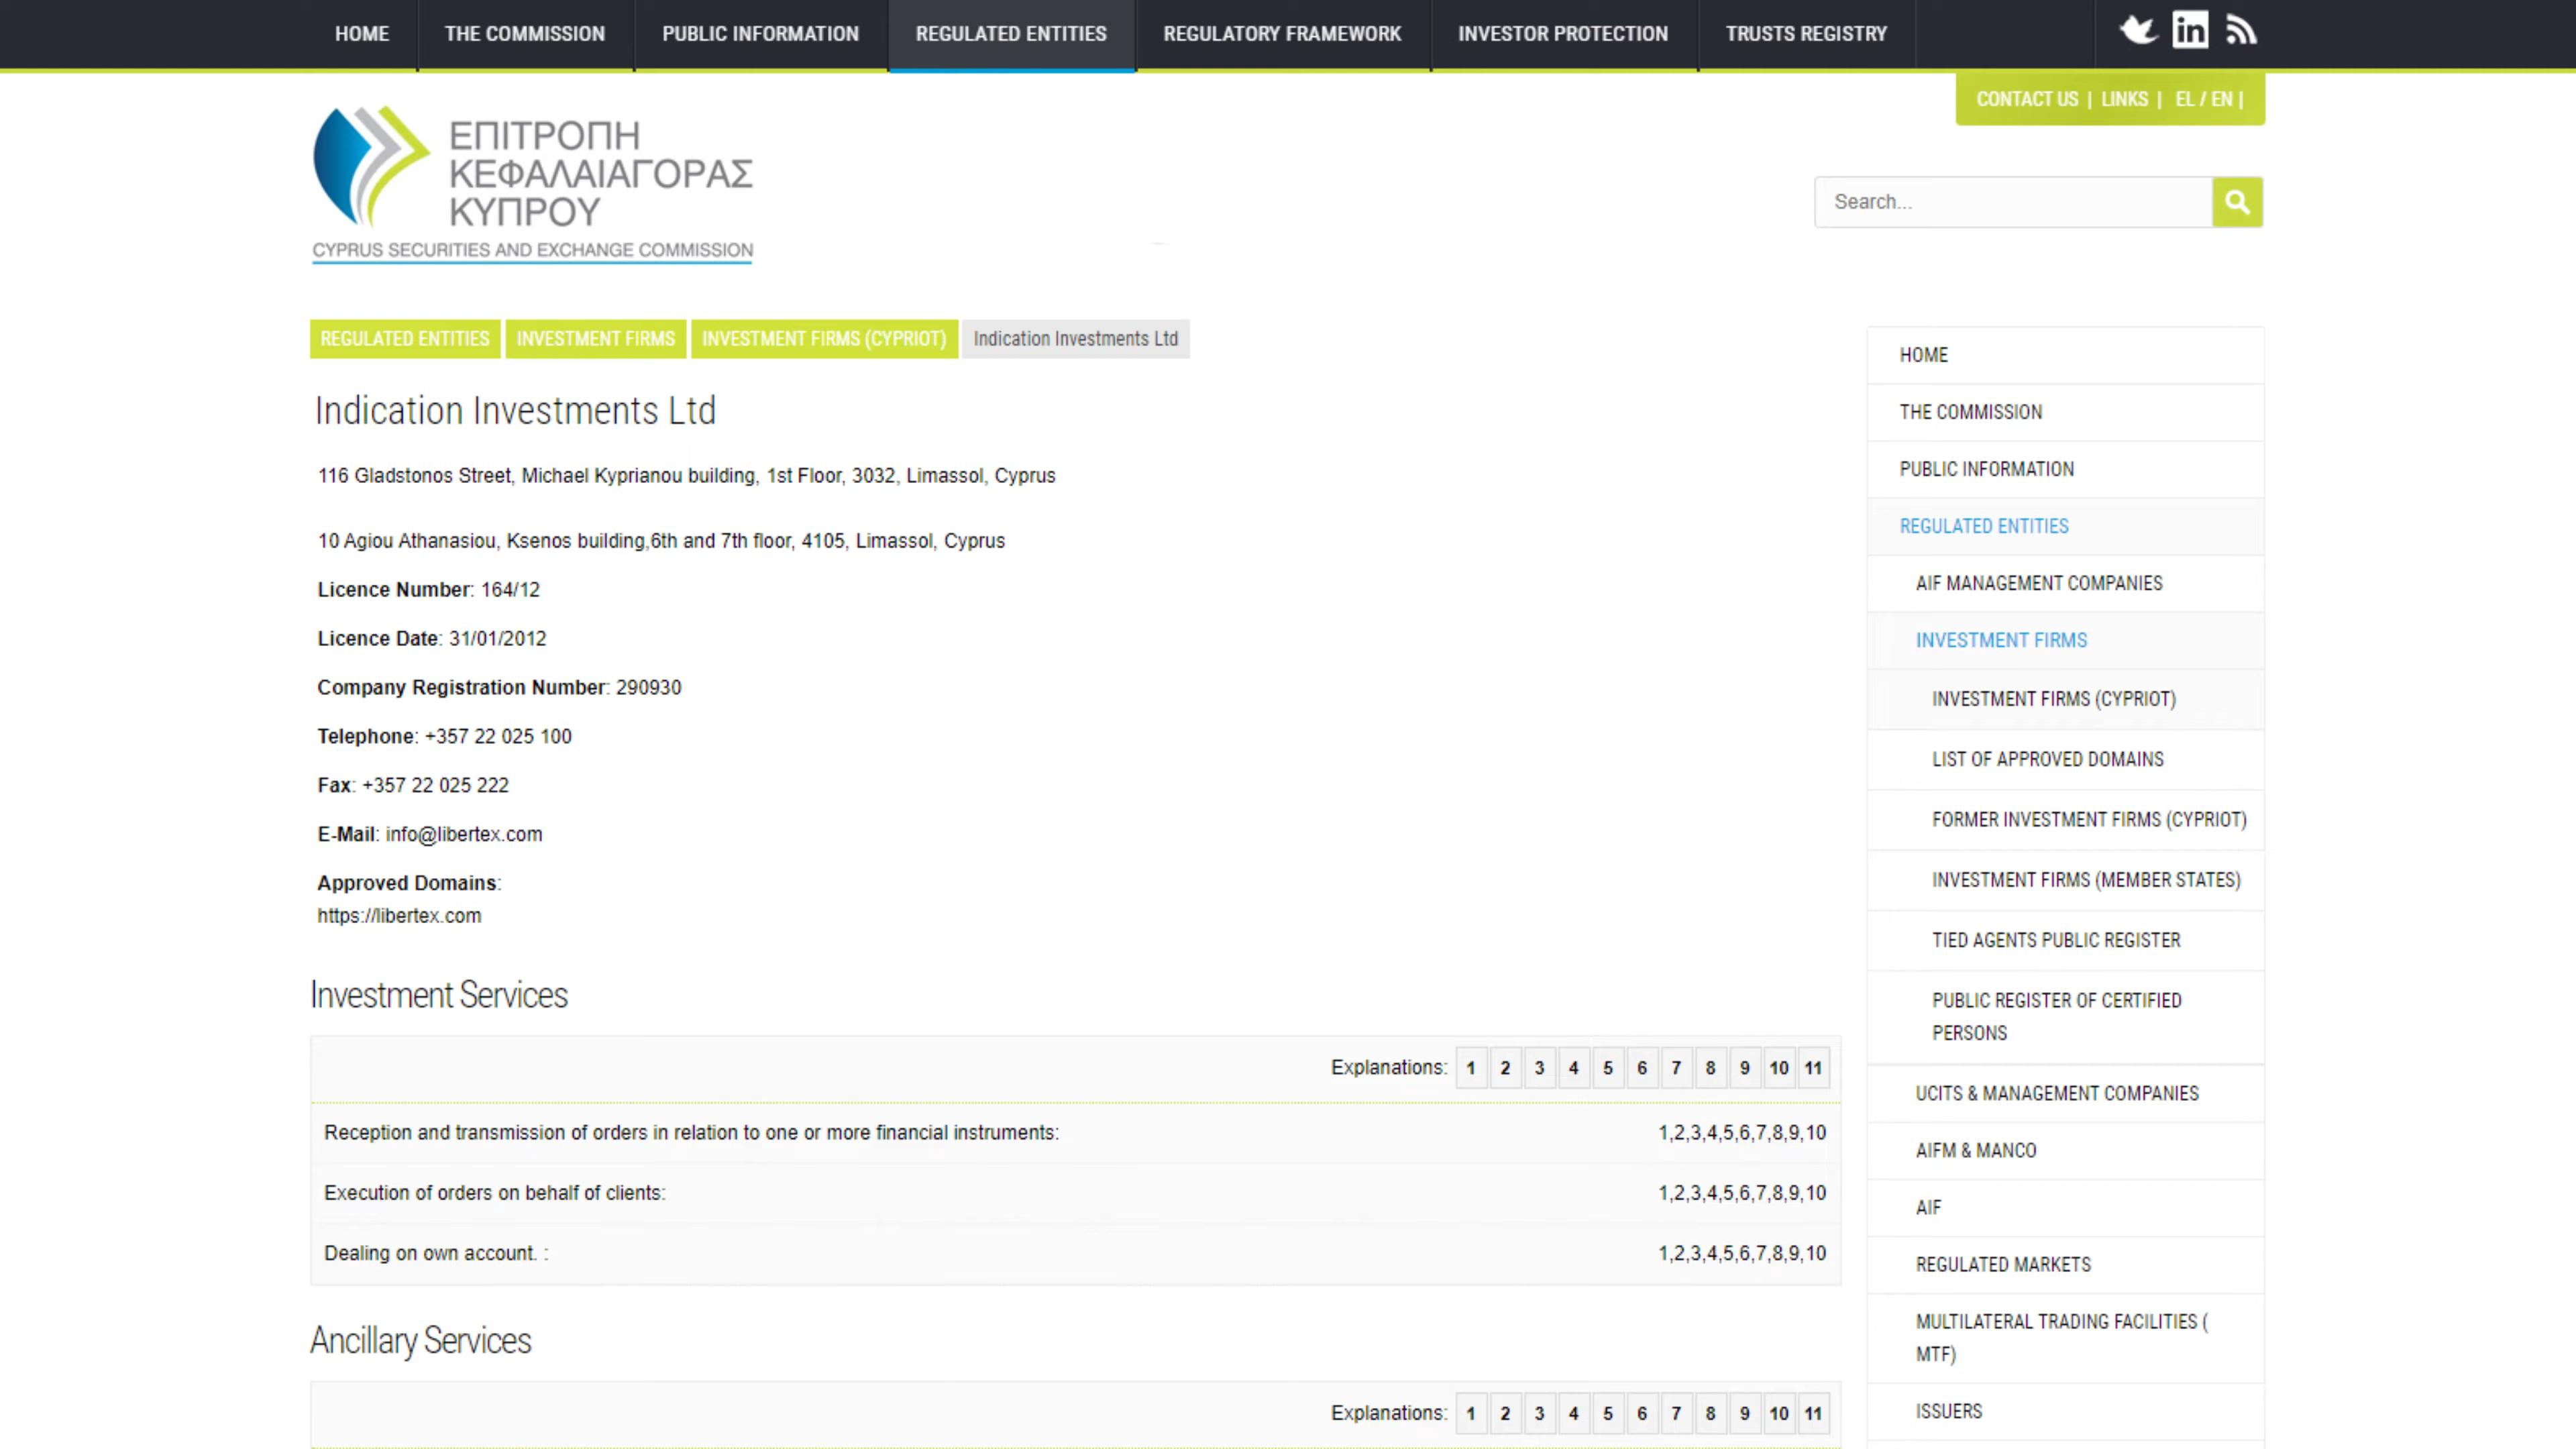 HOME
THE COMMISSION
PUBLIC INFORMATION
REGULATED ENTITIES
REGULATORY FRAMEWORK
INVESTOR PROTECTION
TRUSTS REGISTRY
in
CONTACT US | LINKS | EL / EN |
ΕΠΙΤΡΟΠΗ
ΚΕΦΑΛΑΙΑΓΟΡΑΣ
ΚΥΠΡΟΥ
CYPRUS SECURITIES AND EXCHANGE COMMISSION
Search...
REGULATED ENTITIES
INVESTMENT FIRMS
INVESTMENT FIRMS (CYPRIOT)
Indication Investments Ltd
Indication Investments Ltd
116 Gladstonos Street, Michael Kyprianou building, 1st Floor, 3032, Limassol, Cyprus
10 Agiou Athanasiou, Ksenos building,6th and 7th floor, 4105, Limassol, Cyprus
Licence Number: 164/12
Licence Date: 31/01/2012
Company Registration Number: 290930
Telephone: +357 22 025 100
Fax: +357 22 025 222
E-Mail: info@libertex.com
Approved Domains:
https://libertex.com
Investment Services
Explanations: 1 2 3 4 5 6 7 8 9 10 11
Reception and transmission of orders in relation to one or more financial instruments: 1,2,3,4,5,6,7,8,9,10
Execution of orders on behalf of clients: 1,2,3,4,5,6,7,8,9,10
Dealing on own account. : 1,2,3,4,5,6,7,8,9,10
Ancillary Services
Explanations: 1 2 3 4 5 6 7 8 9 10 11
HOME
THE COMMISSION
PUBLIC INFORMATION
REGULATED ENTITIES
AIF MANAGEMENT COMPANIES
INVESTMENT FIRMS
INVESTMENT FIRMS (CYPRIOT)
LIST OF APPROVED DOMAINS
FORMER INVESTMENT FIRMS (CYPRIOT)
INVESTMENT FIRMS (MEMBER STATES)
TIED AGENTS PUBLIC REGISTER
PUBLIC REGISTER OF CERTIFIED
PERSONS
UCITS & MANAGEMENT COMPANIES
AIFM & MANCO
AIF
REGULATED MARKETS
MULTILATERAL TRADING FACILITIES (
MTF)
ISSUERS